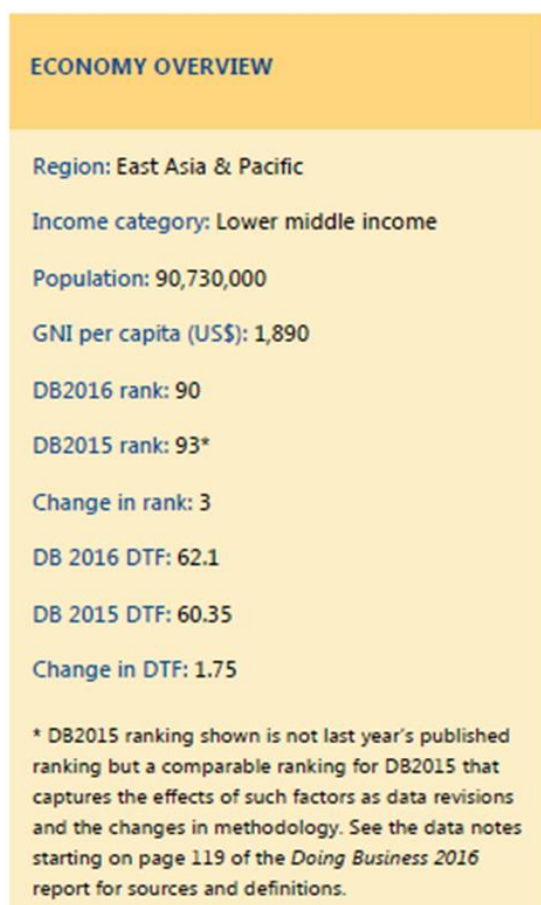 ECONOMY OVERVIEW
Region: East Asia & Pacific
Income category: Lower middle income
Population: 90,730,000
GNI per capita (US$): 1,890
DB2016 rank: 90
DB2015 rank: 93*
Change in rank: 3
DB 2016 DTF: 62.1
DB 2015 DTF: 60.35
Change in DTF: 1.75
* DB2015 ranking shown is not last year's published
ranking but a comparable ranking for DB2015 that
captures the effects of such factors as data revisions
and the changes in methodology. See the data notes
starting on page 119 of the Doing Business 2016
report for sources and definitions.